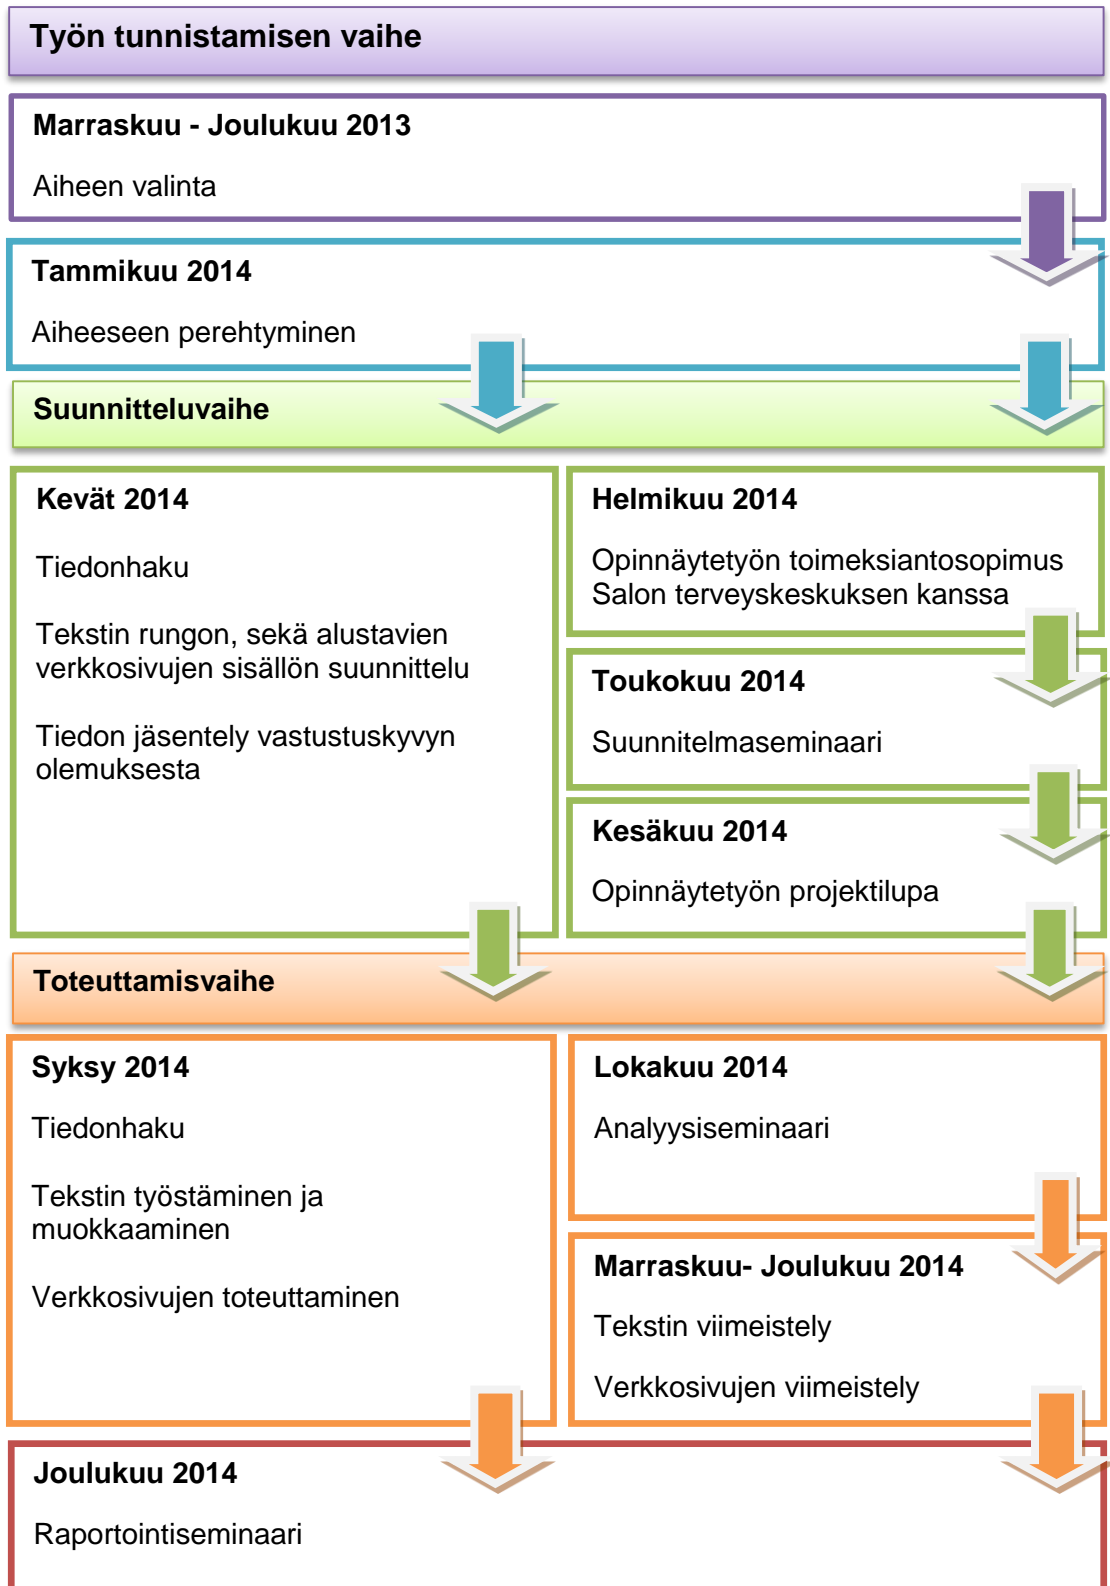 Työn tunnistamisen vaihe
Marraskuu - Joulukuu 2013
Aiheen valinta
Tammikuu 2014
Aiheeseen perehtyminen
Suunnitteluvaihe
Kevät 2014
Tiedonhaku
Tekstin rungon, sekä alustavien
verkkosivujen sisällön suunnittelu
Tiedon jäsentely vastustuskyvyn
olemuksesta
Helmikuu 2014
Opinnäytetyön toimeksiantosopimus
Salon terveyskeskuksen kanssa
Toukokuu 2014
Suunnitelmaseminaari
Kesäkuu 2014
Opinnäytetyön projektilupa
Toteuttamisvaihe
Syksy 2014
Tiedonhaku
Tekstin työstäminen ja
muokkaaminen
Verkkosivujen toteuttaminen
Lokakuu 2014
Analyysiseminaari
Marraskuu- Joulukuu 2014
Tekstin viimeistely
Verkkosivujen viimeistely
Joulukuu 2014
Raportointiseminaari